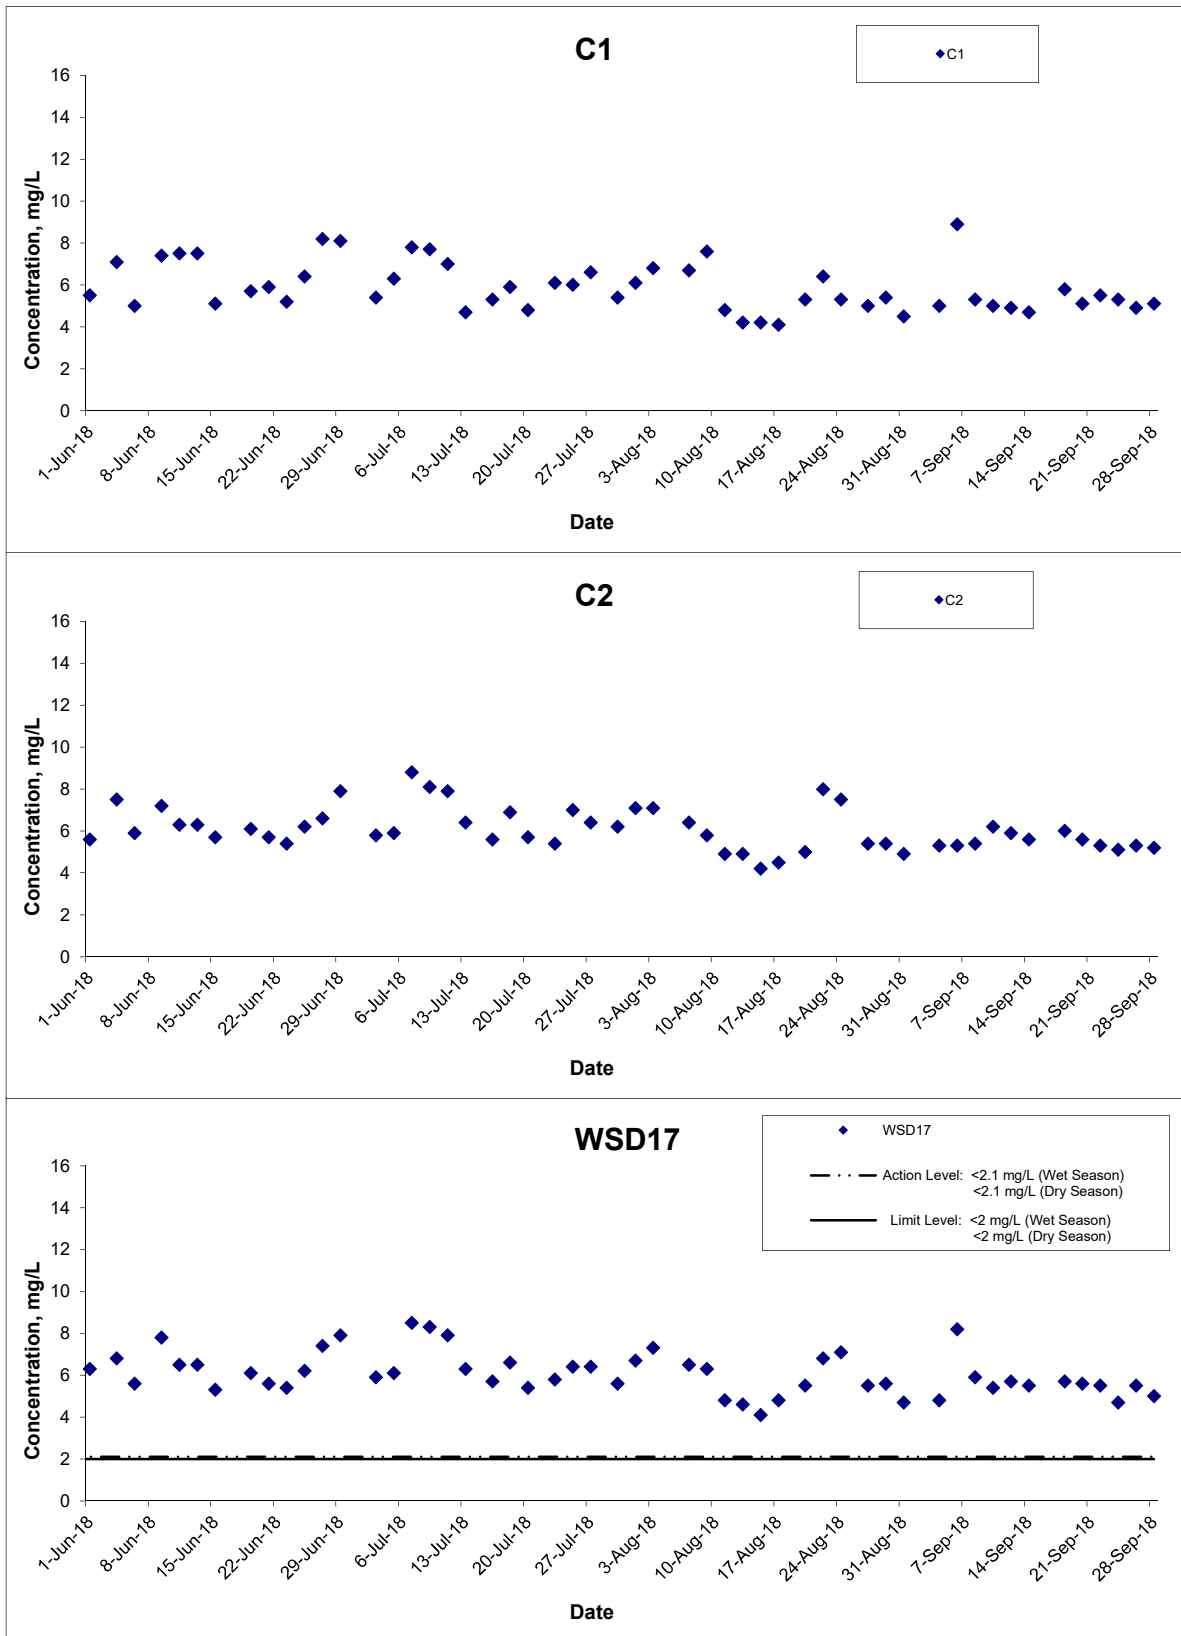 C1
C1
16
14
12
10
8
6
4
2
0
Concentration, mg/L
1-Jun-18
8-Jun-18
15-Jun-18
22-Jun-18
29-Jun-18
6-Jul-18
13-Jul-18
20-Jul-18
27-Jul-18
3-Aug-18
10-Aug-18
17-Aug-18
24-Aug-18
31-Aug-18
7-Sep-18
14-Sep-18
21-Sep-18
28-Sep-18
Date
C2
C2
16
14
12
10
8
6
4
2
0
Concentration, mg/L
1-Jun-18
8-Jun-18
15-Jun-18
22-Jun-18
29-Jun-18
6-Jul-18
13-Jul-18
20-Jul-18
27-Jul-18
3-Aug-18
10-Aug-18
17-Aug-18
24-Aug-18
31-Aug-18
7-Sep-18
14-Sep-18
21-Sep-18
28-Sep-18
Date
WSD17
WSD17
Action Level: <2.1 mg/L (Wet Season)
<2.1 mg/L (Dry Season)
Limit Level: <2 mg/L (Wet Season)
<2 mg/L (Dry Season)
16
14
12
10
8
6
4
2
0
Concentration, mg/L
1-Jun-18
8-Jun-18
15-Jun-18
22-Jun-18
29-Jun-18
6-Jul-18
13-Jul-18
20-Jul-18
27-Jul-18
3-Aug-18
10-Aug-18
17-Aug-18
24-Aug-18
31-Aug-18
7-Sep-18
14-Sep-18
21-Sep-18
28-Sep-18
Date